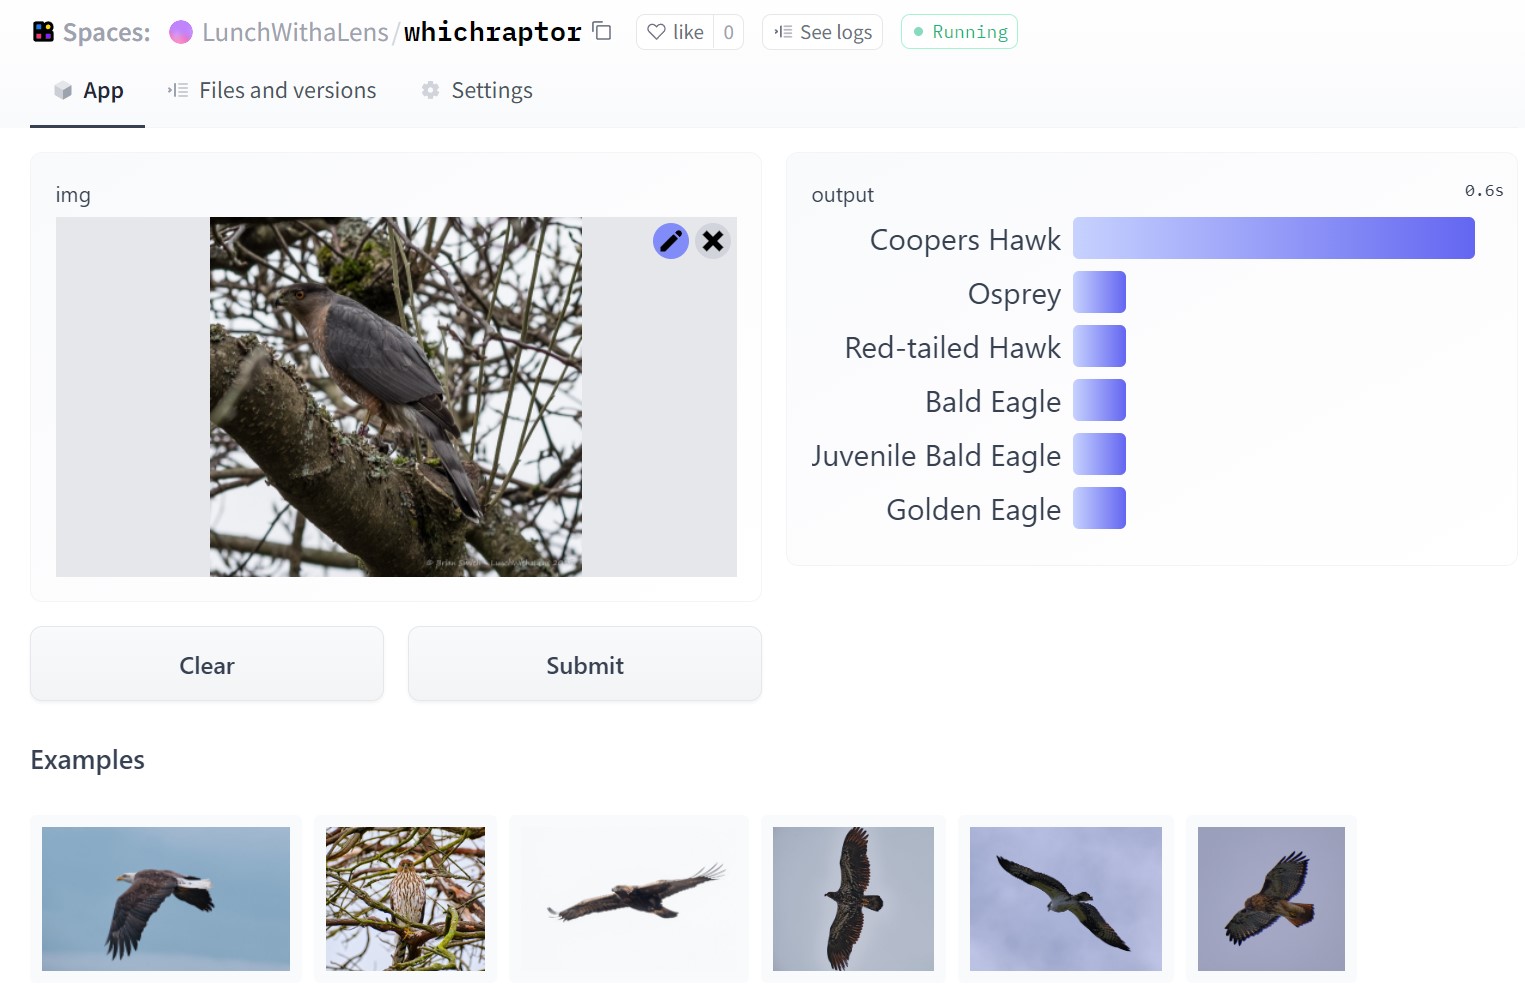 Spaces: LunchWithaLens/whichraptor like 0 See logs Running
App Files and versions Settings
img
output 0.6s
Coopers Hawk
Osprey
Red-tailed Hawk
Bald Eagle
Juvenile Bald Eagle
Golden Eagle
Clear Submit
Examples